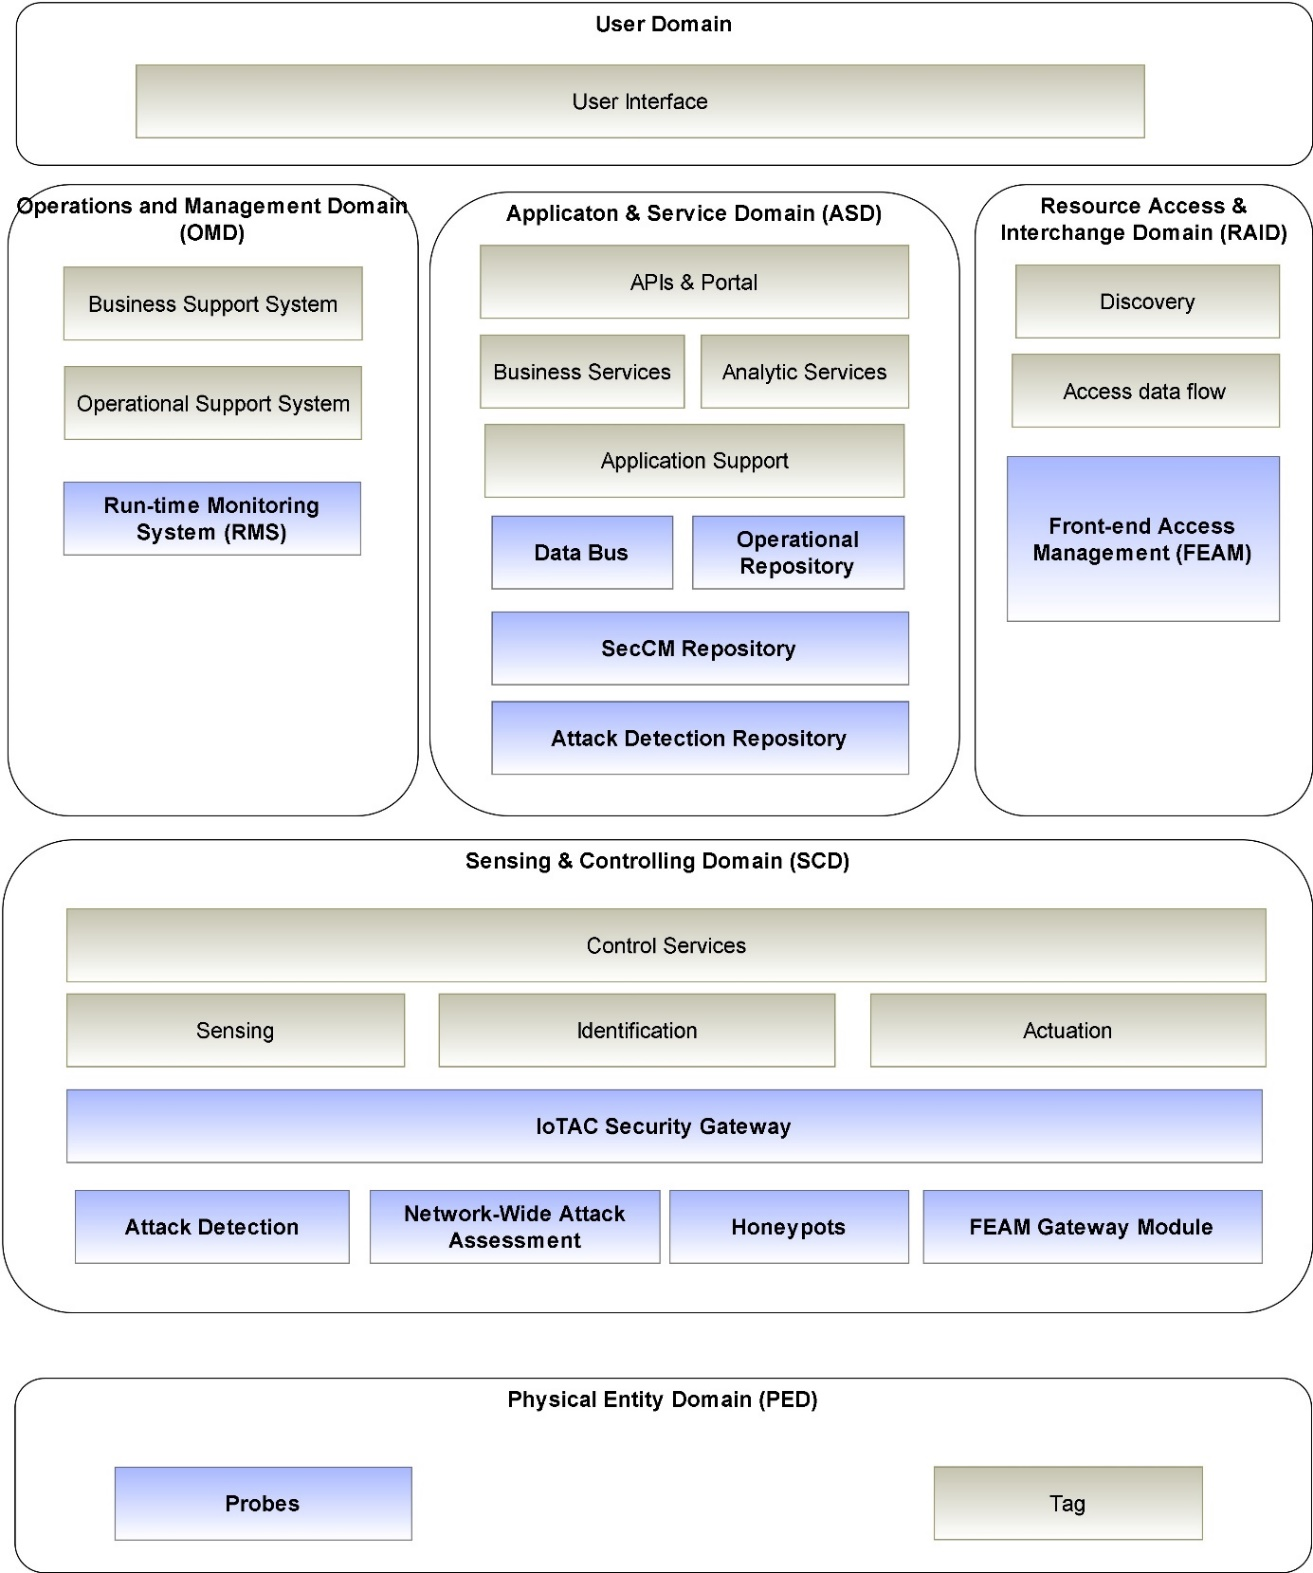 User Domain
User Interface
Operations and Management Domain
(OMD)
Business Support System
Operational Support System
Run-time Monitoring
System (RMS)
Applicaton & Service Domain (ASD)
APIs & Portal
Business Services
Analytic Services
Application Support
Data Bus
Operational
Repository
SecCM Repository
Attack Detection Repository
Resource Access &
Interchange Domain (RAID)
Discovery
Access data flow
Front-end Access
Management (FEAM)
Sensing & Controlling Domain (SCD)
Control Services
Sensing
Identification
Actuation
IoTAC Security Gateway
Attack Detection
Network-Wide Attack
Assessment
Honeypots
FEAM Gateway Module
Physical Entity Domain (PED)
Probes
Tag